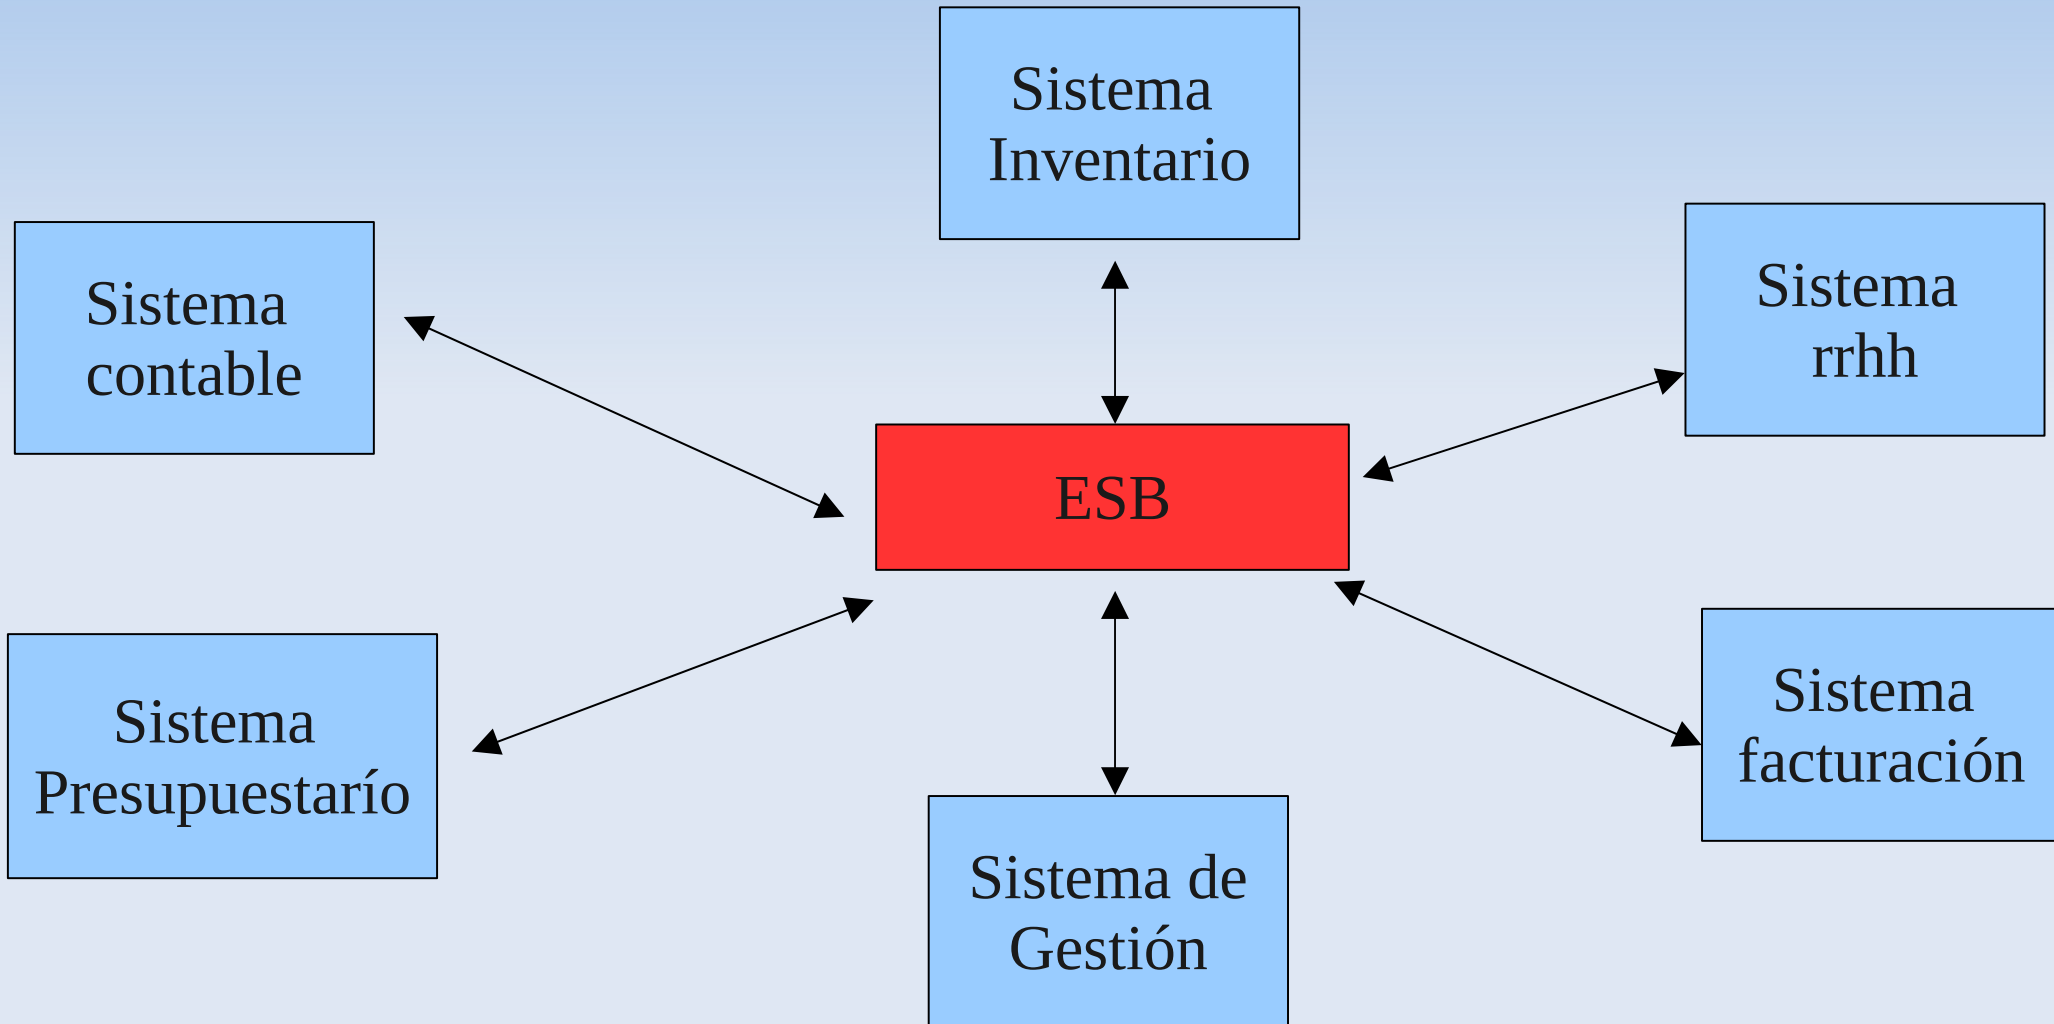 Sistema
Inventario
Sistema
contable
Sistema
rrhh
ESB
Sistema
Presupuestarío
Sistema
facturación
Sistema de
Gestión